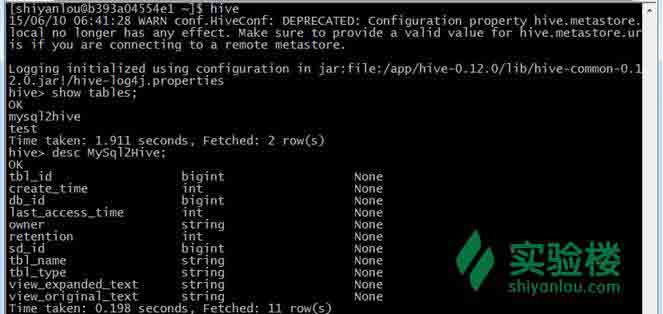 [shiyanlou@b393a04554e1 ~]$ hive
15/06/10 06:41:28 WARN conf.HiveConf: DEPRECATED: Configuration property hive.metastore.
local no longer has any effect. Make sure to provide a valid value for hive.metastore.ur
is if you are connecting to a remote metastore.
Logging initialized using configuration in jar:file:/app/hive-0.12.0/lib/hive-common-0.1
2.0.jar!/hive-log4j.properties
hive> show tables;
OK
mysql2hive
test
Time taken: 1.911 seconds, Fetched: 2 row(s)
hive> desc MySql2Hive;
OK
tbl_id bigint None
create_time int None
db_id bigint None
last_access_time int None
owner string None
retention int None
sd_id bigint None
tbl_name string None
tbl_type string None
view_expanded_text string None
view_original_text string None
Time taken: 0.198 seconds, Fetched: 11 row(s)
实验楼
shiyanlou.com